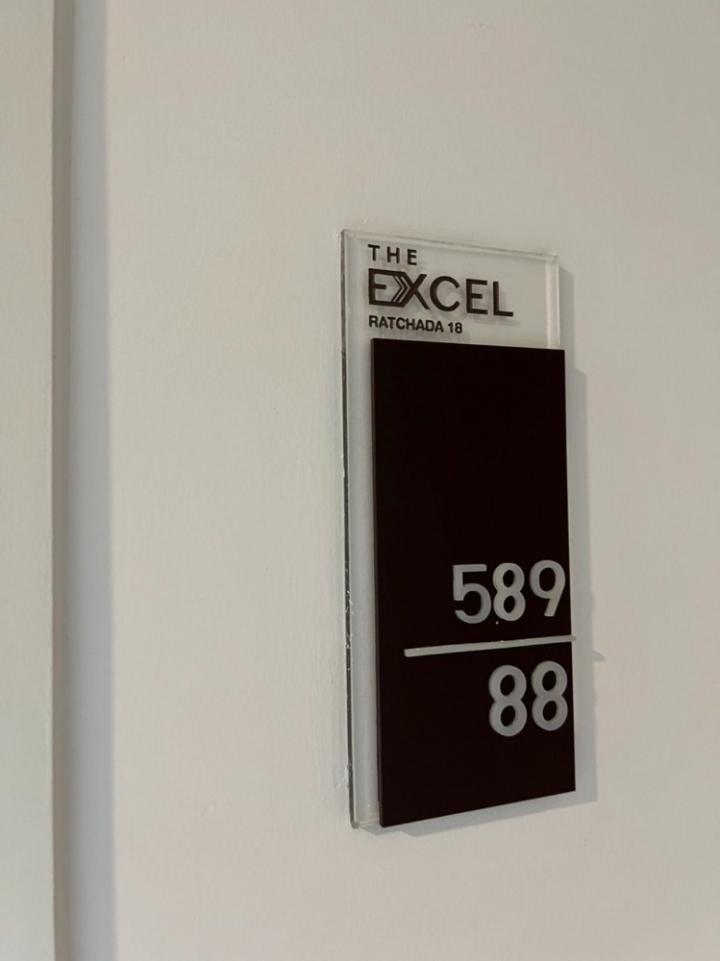 THE
EXCEL
RATCHADA 18
589
88